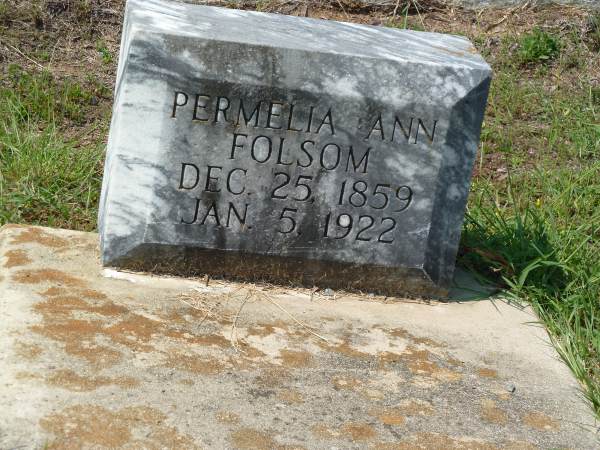 PERMELIA ANN
FOLSOM
DEC. 25, 1859
JAN. 5, 1922